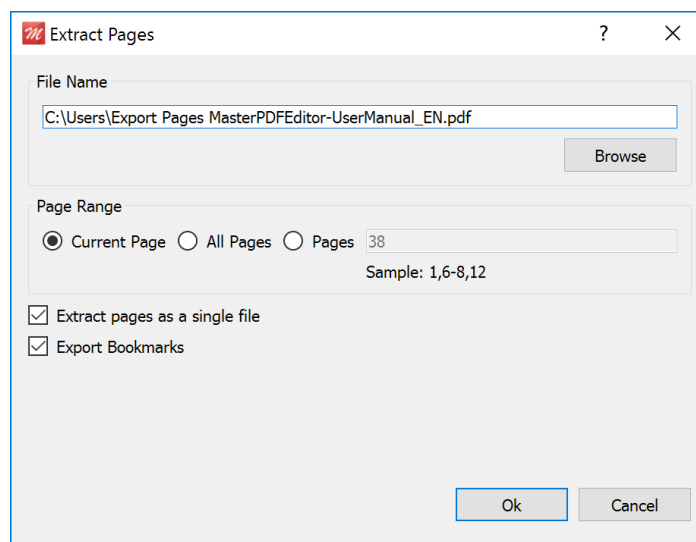 Extract Pages ?
File Name
C:\Users\Export Pages MasterPDFEditor-UserManual_EN.pdf
Browse
Page Range
Current Page All Pages Pages 38
Sample: 1,6-8,12
Extract pages as a single file
Export Bookmarks
Ok Cancel